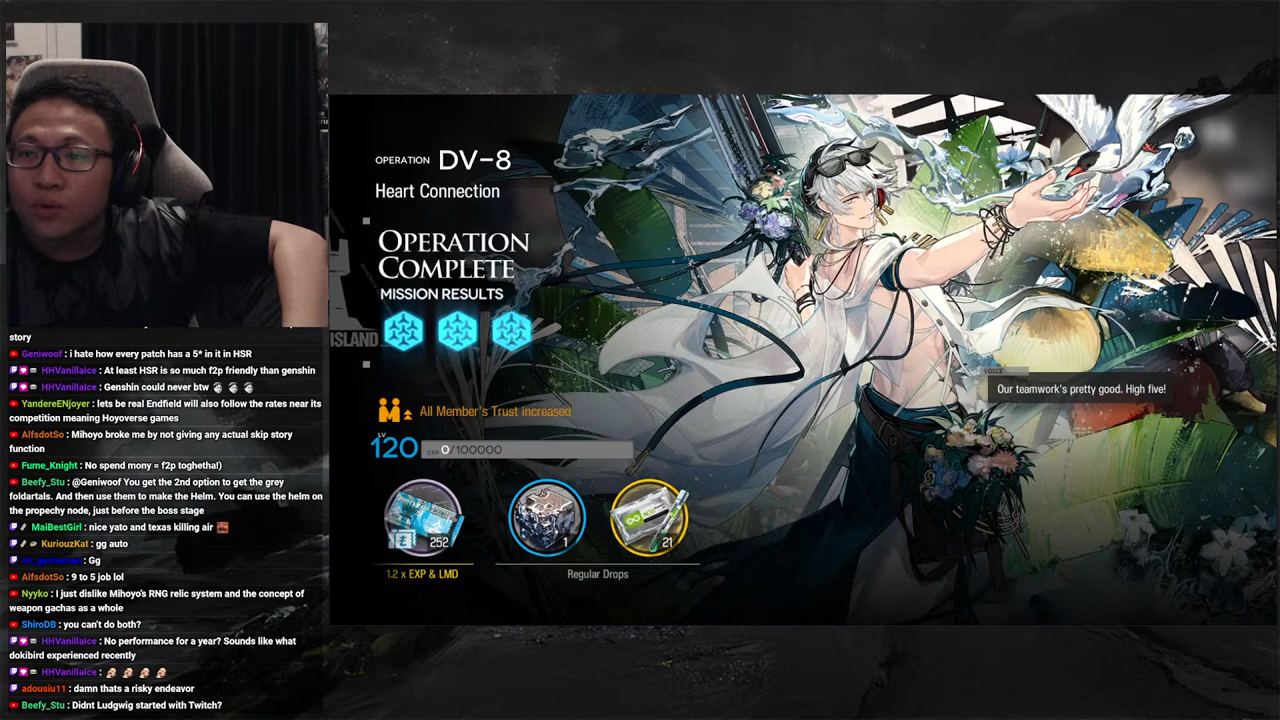 story
Geniwoof : i hate how every patch has a 5* in it in HSR
HHVanillaIce : At least HSR is so much f2p friendly than genshin
HHVanillaIce : Genshin could never btw
YandereENjoyer : lets be real Endfield will also follow the rates near its
competition meaning Hoyoverse games
AlfsdotSo : Mihoyo broke me by not giving any actual skip story
function
Fume_Knight : No spend mony = f2p toghetha!)
Beefy_Stu : @Geniwoof You get the 2nd option to get the grey
foldartals. And then use them to make the Helm. You can use the helm on
the propechy node, just before the boss stage
MaiBestGirl : nice yato and texas killing air
KuriouzKat : gg auto
: Gg
AlfsdotSo : 9 to 5 job lol
Nyyko : I just dislike Mihoyo's RNG relic system and the concept of
weapon gachas as a whole
ShiroDB : you can't do both?
HHVanillaIce : No performance for a year? Sounds like what
dokibird experienced recently
HHVanillaIce :
adousiu11 : damn thats a risky endeavor
Beefy_Stu : Didnt Ludgwig started with Twitch?
OPERATION DV-8
Heart Connection
OPERATION
COMPLETE
MISSION RESULTS
ISLAND
All Member's Trust increased
LV
120
EXP 0/100000
252
1
21
1.2 x EXP & LMD
Regular Drops
VOICE
Our teamwork's pretty good. High five!